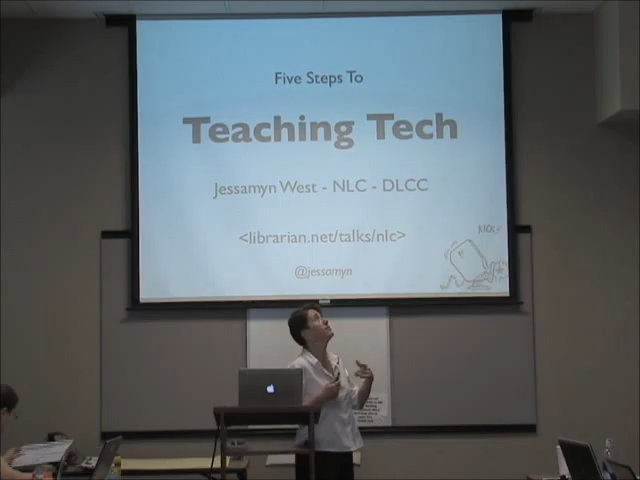 Five Steps To
Teaching Tech
Jessamyn West - NLC - DLCC
<librarian.net/talks/nlc>
@jessamyn